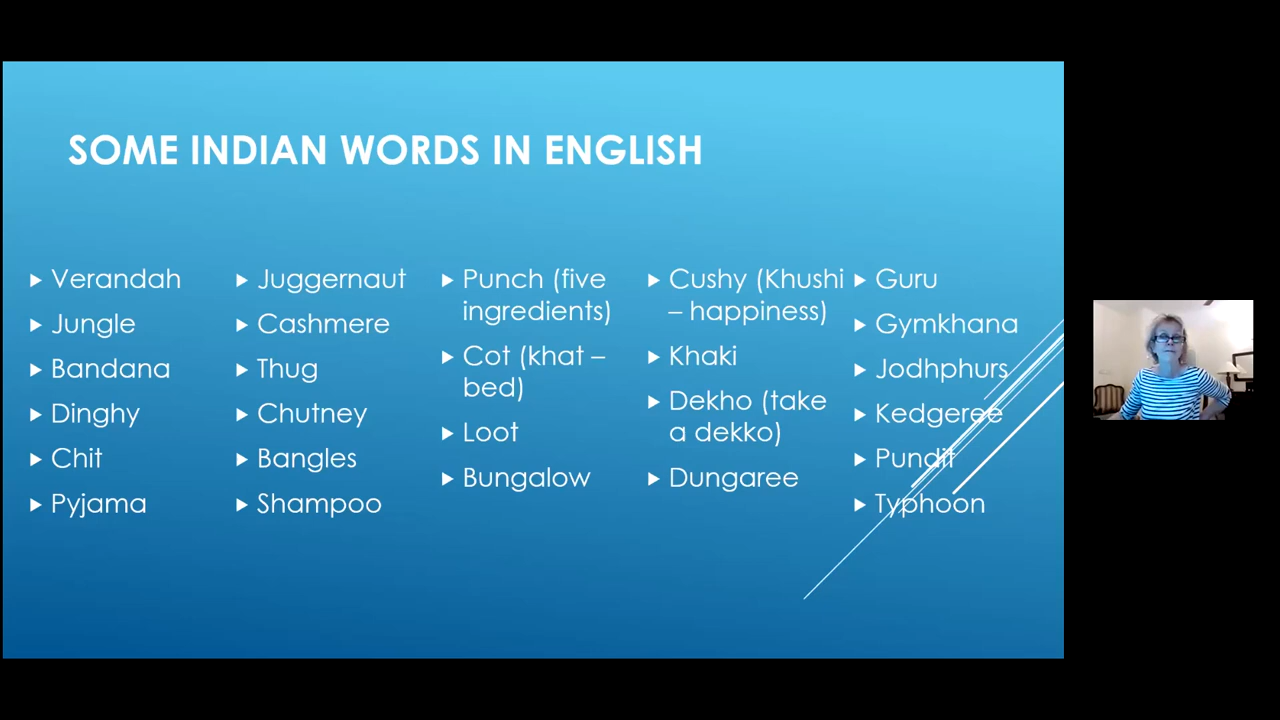 SOME INDIAN WORDS IN ENGLISH
Verandah
Jungle
Bandana
Dinghy
Chit
Pyjama
Juggernaut
Cashmere
Thug
Chutney
Bangles
Shampoo
Punch (five
ingredients)
Cot (khat –
bed)
Loot
Bungalow
Cushy (Khushi
– happiness)
Khaki
Dekho (take
a dekko)
Dungaree
Guru
Gymkhana
Jodhphurs
Kedgeree
Pundit
Typhoon